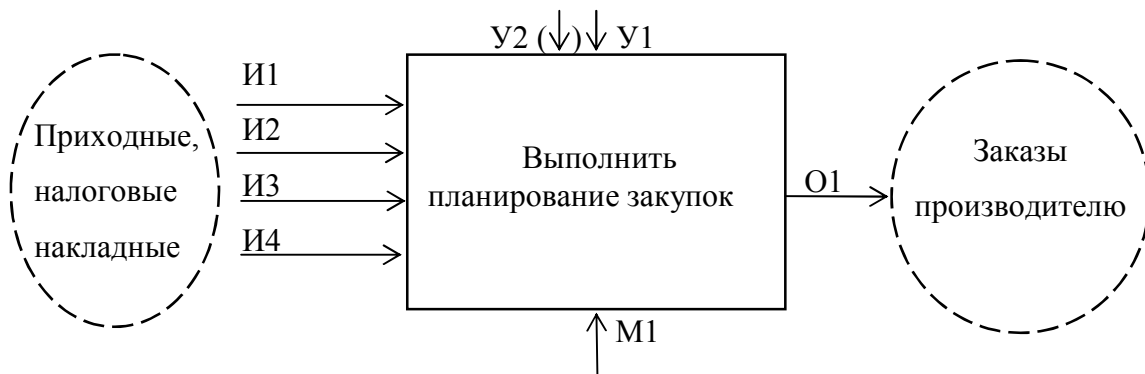 У2 ( ) У1
И1
И2
И3
И4
Приходные,
налоговые
накладные
Выполнить
планирование закупок
О1
Заказы
производителю
М1